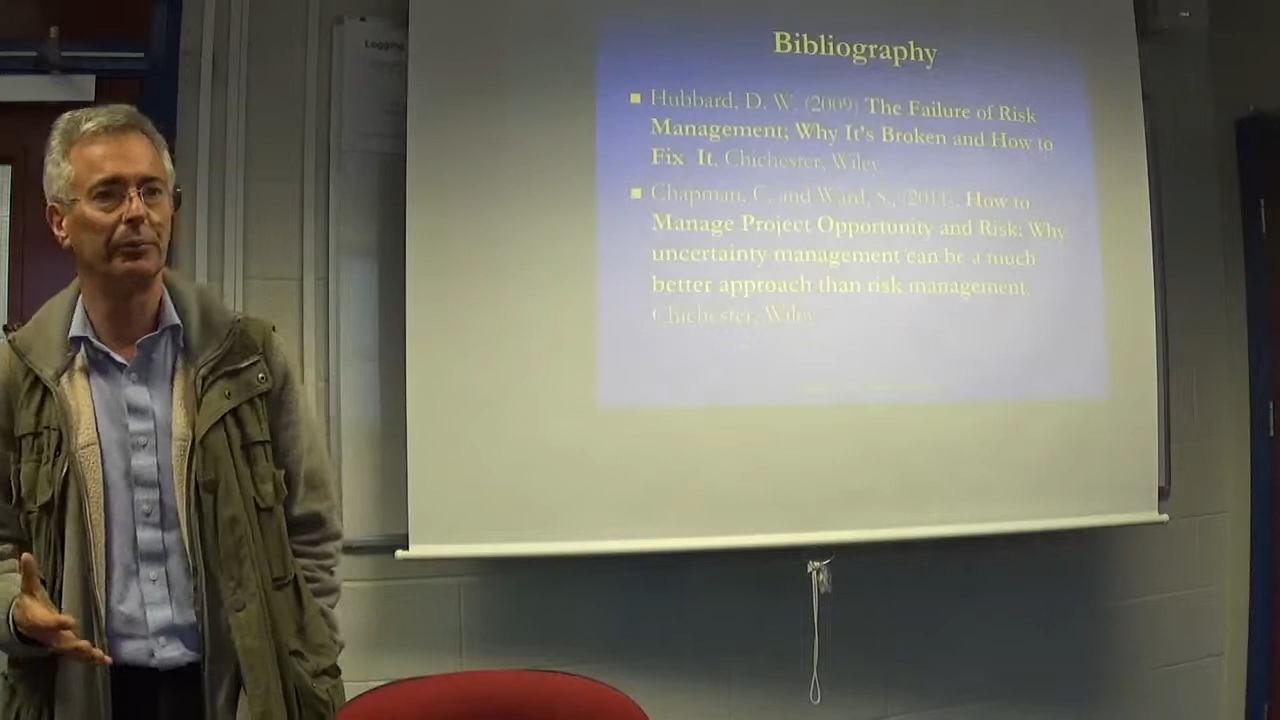 Logging
Bibliography
Hubbard, D. W. (2009) The Failure of Risk
Management; Why It's Broken and How to
Fix It, Chichester, Wiley
Chapman, C. and Ward, S., (2011), How to
Manage Project Opportunity and Risk: Why
uncertainty management can be a much
better approach than risk management,
Chichester, Wiley